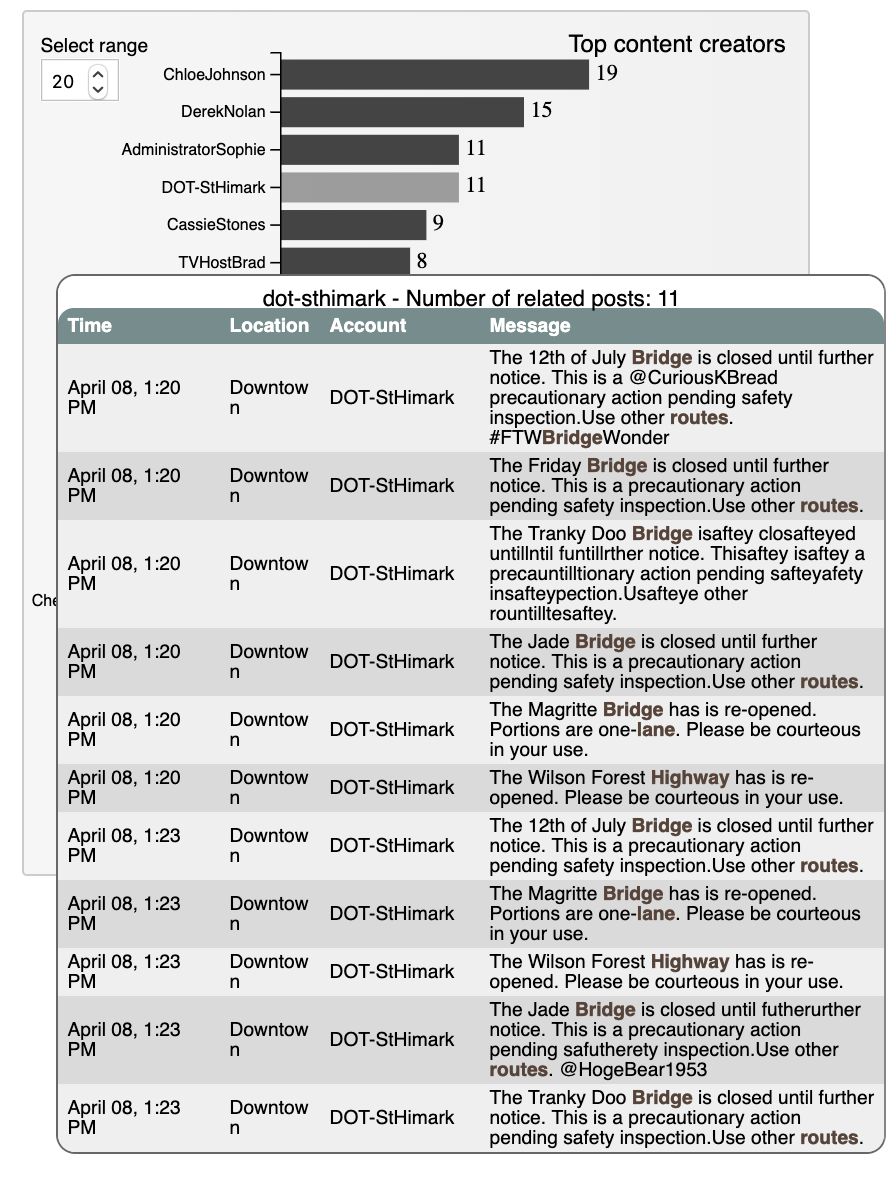 Select range
Top content creators
20
ChloeJohnson
19
DerekNolan
15
AdministratorSophie
11
DOT-StHimark
11
CassieStones
9
TVHostBrad
8
Che
dot-sthimark - Number of related posts: 11
Time Location Account Message
April 08, 1:20
PM
Downtow
n
DOT-StHimark
The 12th of July Bridge is closed until further
notice. This is a @CuriousKBread
precautionary action pending safety
inspection.Use other routes.
#FTWBridgeWonder
April 08, 1:20
PM
Downtow
n
DOT-StHimark
The Friday Bridge is closed until further
notice. This is a precautionary action
pending safety inspection.Use other routes.
April 08, 1:20
PM
Downtow
n
DOT-StHimark
The Tranky Doo Bridge isaftey closafteyed
untillntil funtillrther notice. Thisaftey isaftey a
precauntilltionary action pending safteyafety
insafteypection.Usafteye other
rountilltesaftey.
April 08, 1:20
PM
Downtow
n
DOT-StHimark
The Jade Bridge is closed until further
notice. This is a precautionary action
pending safety inspection.Use other routes.
April 08, 1:20
PM
Downtow
n
DOT-StHimark
The Magritte Bridge has is re-opened.
Portions are one-lane. Please be courteous
in your use.
April 08, 1:20
PM
Downtow
n
DOT-StHimark
The Wilson Forest Highway has is re-
opened. Please be courteous in your use.
April 08, 1:23
PM
Downtow
n
DOT-StHimark
The 12th of July Bridge is closed until further
notice. This is a precautionary action
pending safety inspection.Use other routes.
April 08, 1:23
PM
Downtow
n
DOT-StHimark
The Magritte Bridge has is re-opened.
Portions are one-lane. Please be courteous
in your use.
April 08, 1:23
PM
Downtow
n
DOT-StHimark
The Wilson Forest Highway has is re-
opened. Please be courteous in your use.
April 08, 1:23
PM
Downtow
n
DOT-StHimark
The Jade Bridge is closed until futherurther
notice. This is a precautionary action
pending safutherety inspection.Use other
routes. @HogeBear1953
April 08, 1:23
PM
Downtow
n
DOT-StHimark
The Tranky Doo Bridge is closed until further
notice. This is a precautionary action
pending safety inspection.Use other routes.